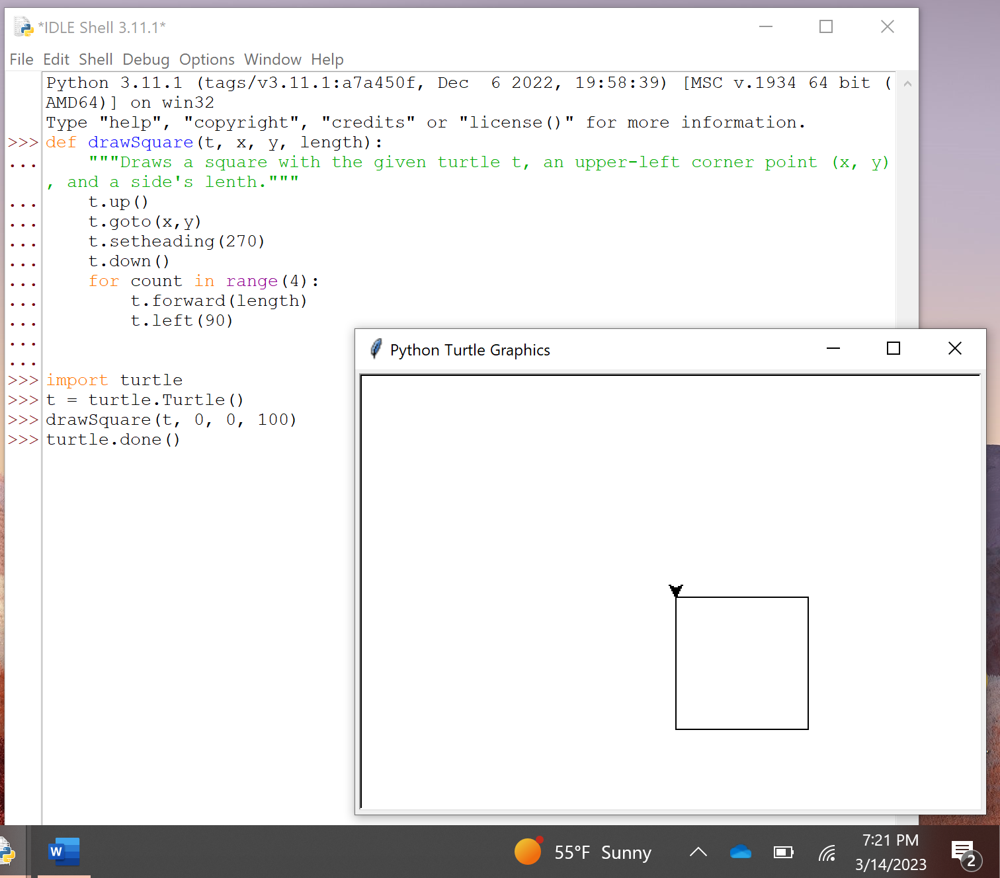 *IDLE Shell 3.11.1*
File Edit Shell Debug Options Window Help
Python 3.11.1 (tags/v3.11.1:a7a450f, Dec  6 2022, 19:58:39) [MSC v.1934 64 bit (
AMD64)] on win32
Type "help", "copyright", "credits" or "license()" for more information.
>>> def drawSquare(t, x, y, length):
...     """Draws a square with the given turtle t, an upper-left corner point (x, y)
, and a side's lenth."""
...     t.up()
...     t.goto(x,y)
...     t.setheading(270)
...     t.down()
...     for count in range(4):
...         t.forward(length)
...         t.left(90)
...
...
>>> import turtle
>>> t = turtle.Turtle()
>>> drawSquare(t, 0, 0, 100)
>>> turtle.done()
Python Turtle Graphics
W
55°F Sunny
7:21 PM
3/14/2023
2